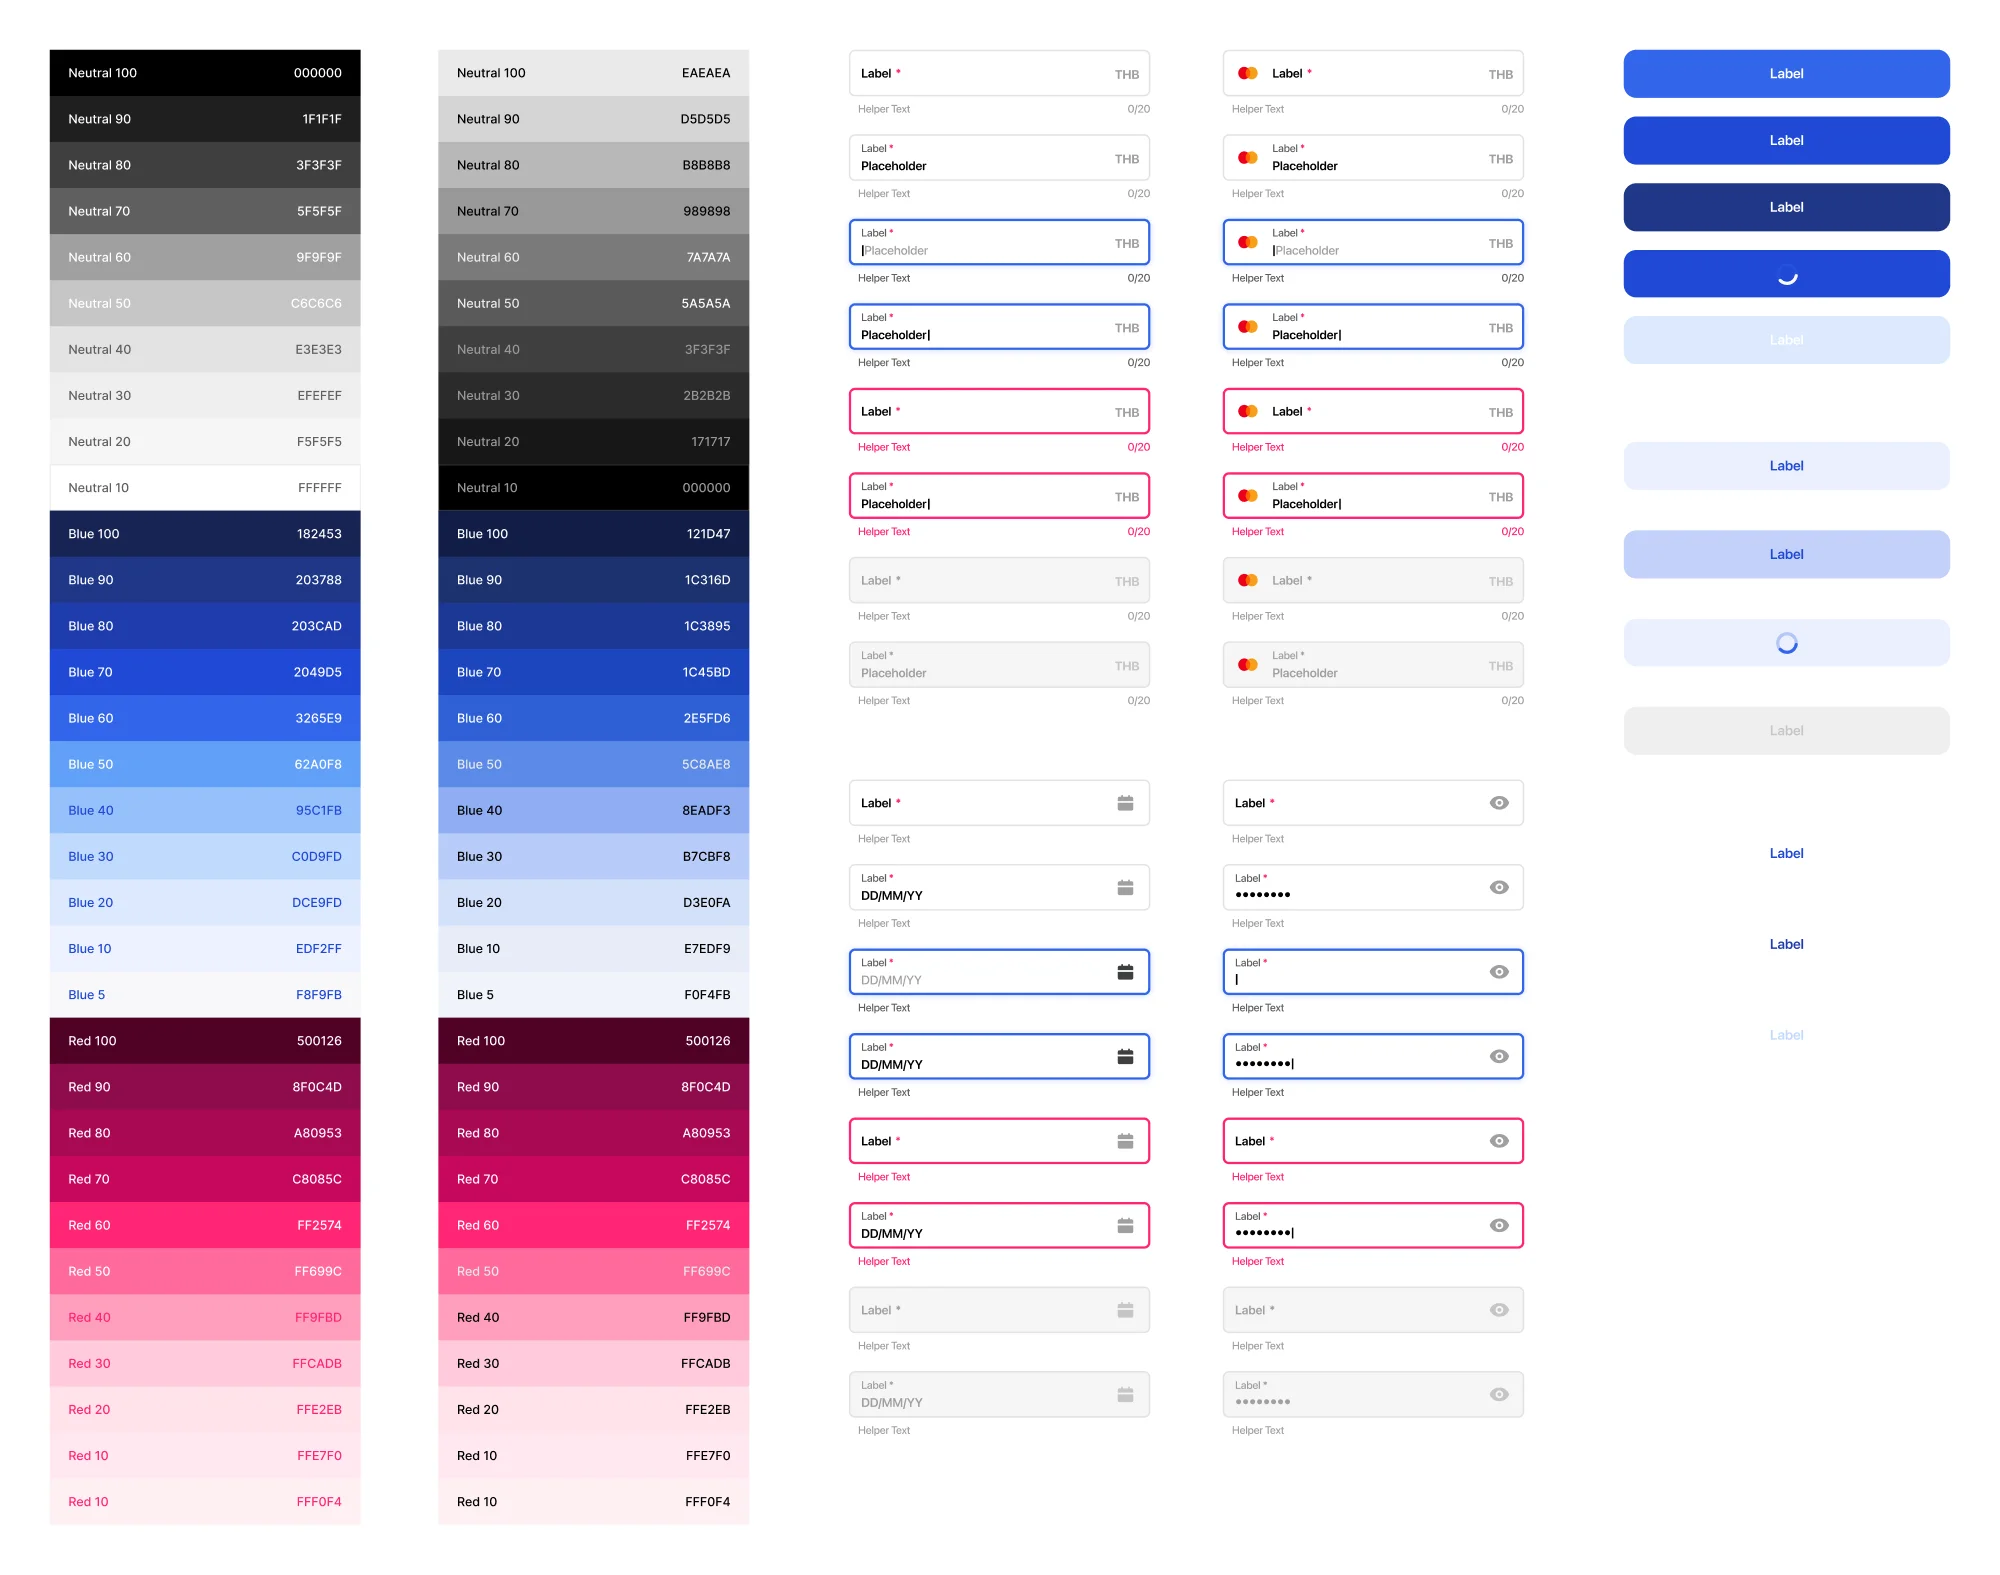 Neutral 100 000000
Neutral 90 1F1F1F
Neutral 80 3F3F3F
Neutral 70 5F5F5F
Neutral 60 9F9F9F
Neutral 50 C6C6C6
Neutral 40 E3E3E3
Neutral 30 EFEFEF
Neutral 20 F5F5F5
Neutral 10 FFFFFF
Blue 100 182453
Blue 90 203788
Blue 80 203CAD
Blue 70 2049D5
Blue 60 3265E9
Blue 50 62A0F8
Blue 40 95C1FB
Blue 30 C0D9FD
Blue 20 DCE9FD
Blue 10 EDF2FF
Blue 5 F8F9FB
Red 100 500126
Red 90 8F0C4D
Red 80 A80953
Red 70 C8085C
Red 60 FF2574
Red 50 FF699C
Red 40 FF9FBD
Red 30 FFCADB
Red 20 FFE2EB
Red 10 FFE7F0
Red 10 FFF0F4
Neutral 100 EAEAEA
Neutral 90 D5D5D5
Neutral 80 B8B8B8
Neutral 70 989898
Neutral 60 7A7A7A
Neutral 50 5A5A5A
Neutral 40 3F3F3F
Neutral 30 2B2B2B
Neutral 20 171717
Neutral 10 000000
Blue 100 121D47
Blue 90 1C316D
Blue 80 1C3895
Blue 70 1C45BD
Blue 60 2E5FD6
Blue 50 5C8AE8
Blue 40 8EADF3
Blue 30 B7CBF8
Blue 20 D3E0FA
Blue 10 E7EDF9
Blue 5 F0F4FB
Red 100 500126
Red 90 8F0C4D
Red 80 A80953
Red 70 C8085C
Red 60 FF2574
Red 50 FF699C
Red 40 FF9FBD
Red 30 FFCADB
Red 20 FFE2EB
Red 10 FFE7F0
Red 10 FFF0F4
Label * THB
Helper Text 0/20
Label *
Placeholder THB
Helper Text 0/20
Label *
Placeholder THB
Helper Text 0/20
Label *
Placeholder THB
Helper Text 0/20
Label * THB
Helper Text 0/20
Label *
Placeholder THB
Helper Text 0/20
Label * THB
Helper Text 0/20
Label *
Placeholder THB
Helper Text 0/20
Label *
Helper Text
Label *
DD/MM/YY
Helper Text
Label *
DD/MM/YY
Helper Text
Label *
DD/MM/YY
Helper Text
Label *
Helper Text
Label *
DD/MM/YY
Helper Text
Label *
Helper Text
Label *
DD/MM/YY
Helper Text
Label * THB
Helper Text 0/20
Label *
Placeholder THB
Helper Text 0/20
Label *
Placeholder THB
Helper Text 0/20
Label *
Placeholder THB
Helper Text 0/20
Label * THB
Helper Text 0/20
Label *
Placeholder THB
Helper Text 0/20
Label * THB
Helper Text 0/20
Label *
Placeholder THB
Helper Text 0/20
Label *
Helper Text
Label *
••••••••
Helper Text
Label *
Helper Text
Label *
••••••••
Helper Text
Label *
Helper Text
Label *
••••••••
Helper Text
Label *
Helper Text
Label *
••••••••
Helper Text
Label
Label
Label
Label
Label
Label
Label
Label
Label
Label